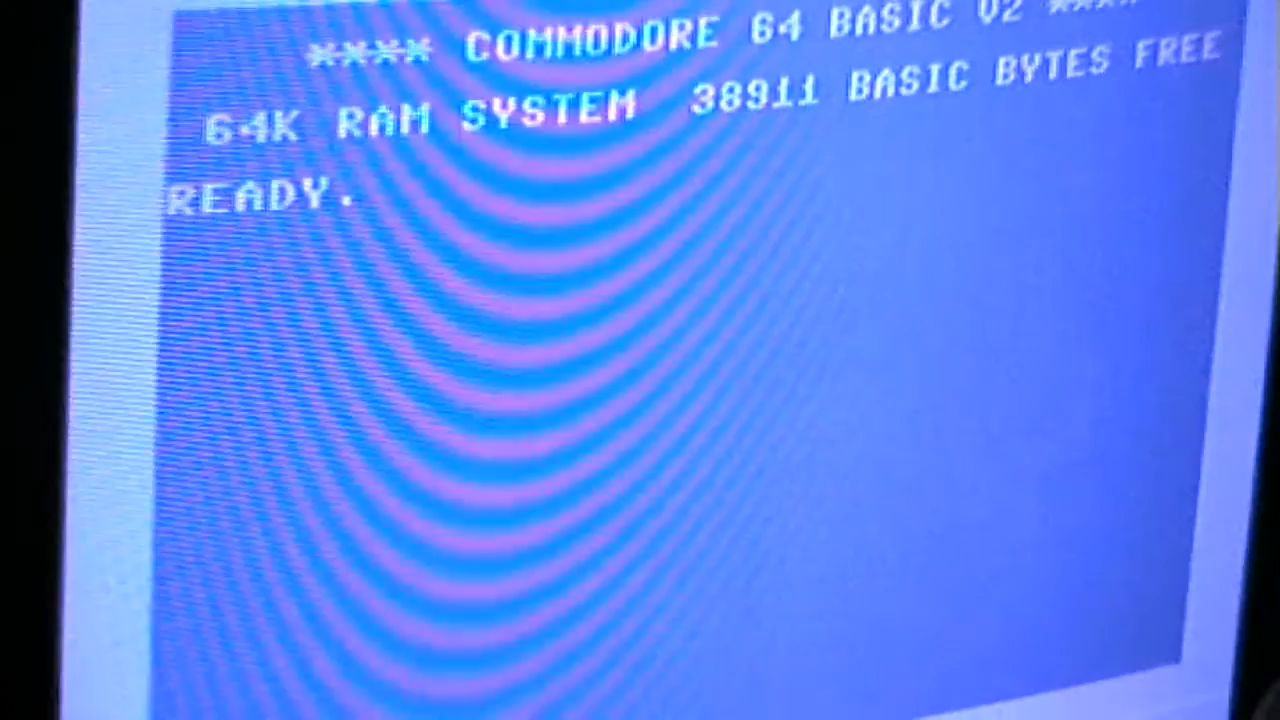 **** COMMODORE 64 BASIC V2 ****
64K RAM SYSTEM 38911 BASIC BYTES FREE
READY.